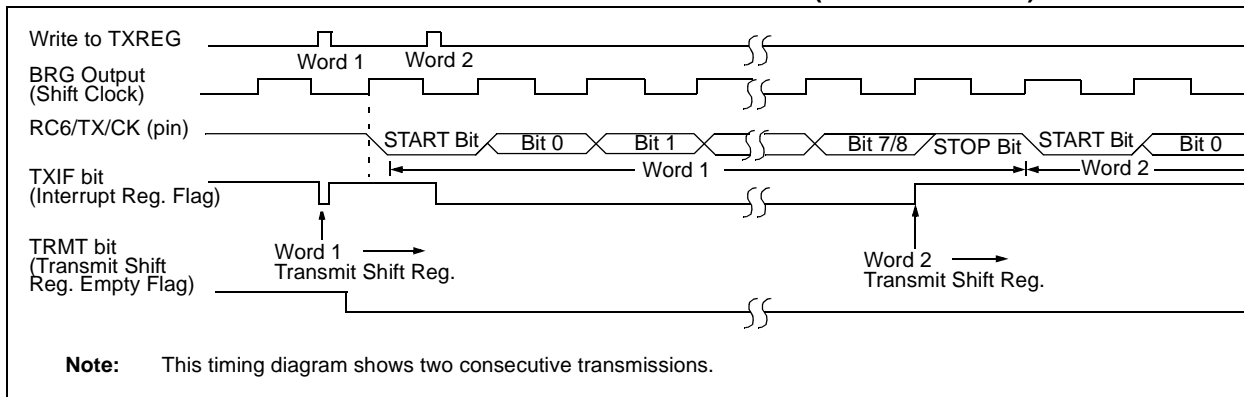 Write to TXREG
Word 1
Word 2
BRG Output
(Shift Clock)
RC6/TX/CK (pin)
START Bit
Bit 0
Bit 1
Bit 7/8
STOP Bit
START Bit
Bit 0
Word 1
Word 2
TXIF bit
(Interrupt Reg. Flag)
Word 1
Transmit Shift Reg.
Word 2
Transmit Shift Reg.
TRMT bit
(Transmit Shift
Reg. Empty Flag)
Note: This timing diagram shows two consecutive transmissions.